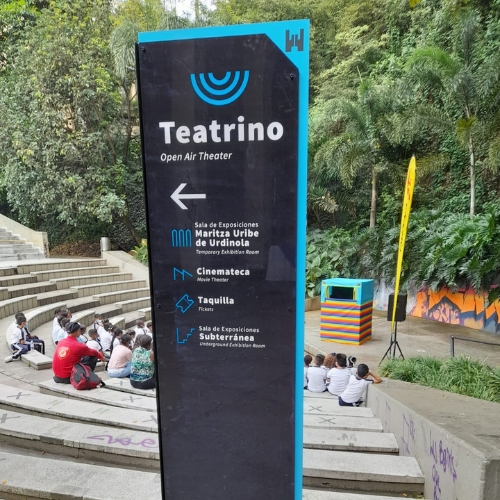 Teatrino
Open Air Theater
Sala de Exposiciones
Maritza Uribe
de Urdinola
Temporary Exhibition Room
Cinemateca
Movie Theater
Taquilla
Tickets
Sala de Exposiciones
Subterránea
Underground Exhibition Room